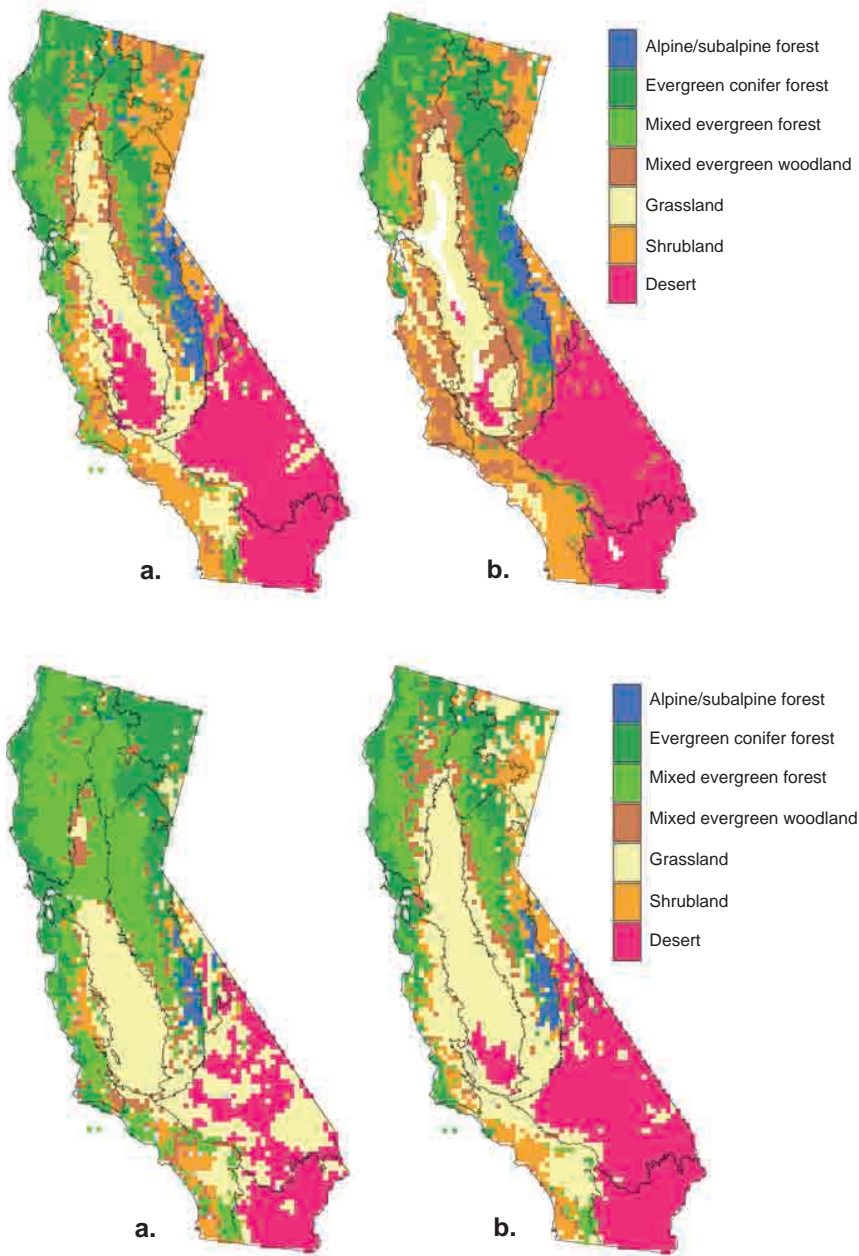 Alpine/subalpine forest
Evergreen conifer forest
Mixed evergreen forest
Mixed evergreen woodland
Grassland
Shrubland
Desert
a.
b.
Alpine/subalpine forest
Evergreen conifer forest
Mixed evergreen forest
Mixed evergreen woodland
Grassland
Shrubland
Desert
a.
b.